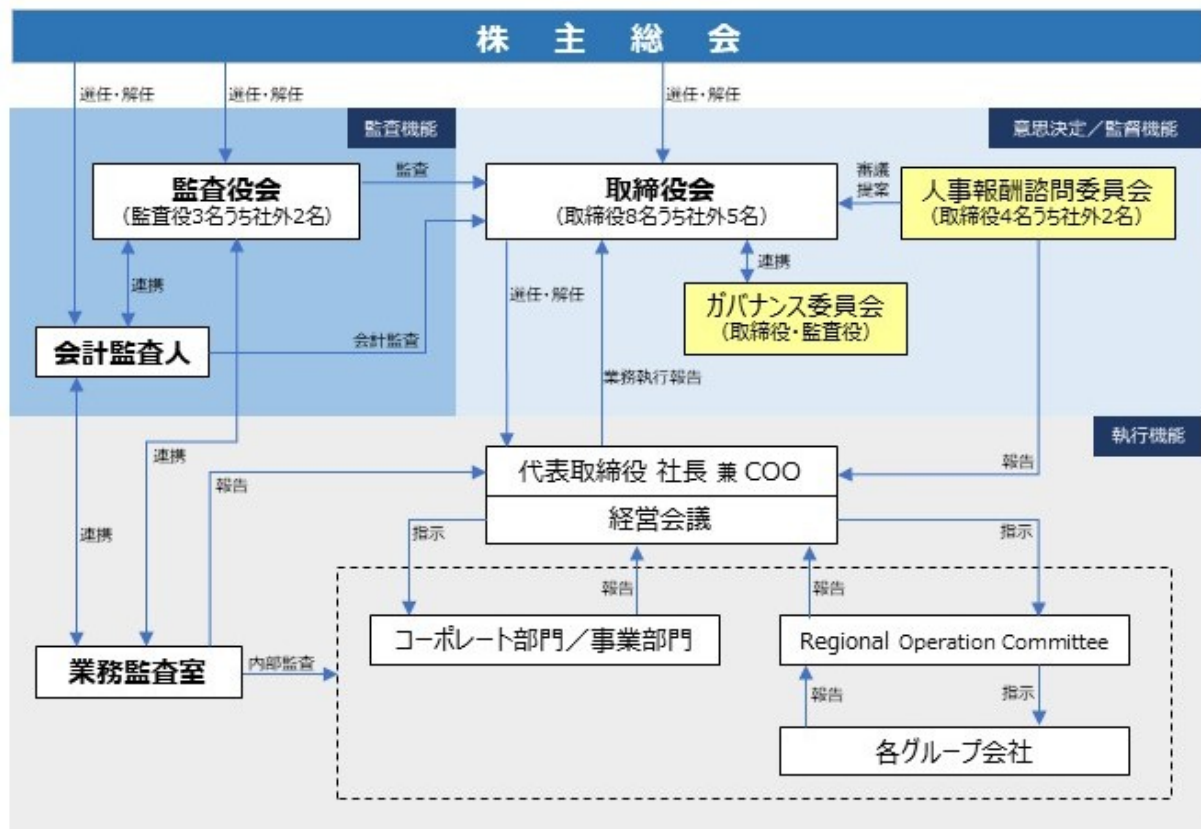 株主総会
選任・解任
選任・解任
選任・解任
監査機能
意思決定／監督機能
監査役会
（監査役3名うち社外2名）
監査
取締役会
（取締役8名うち社外5名）
審議
提案
人事報酬諮問委員会
（取締役4名うち社外2名）
連携
連携
選任・解任
ガバナンス委員会
（取締役・監査役）
会計監査人
会計監査
業務執行報告
執行機能
連携
報告
代表取締役 社長 兼 COO
報告
経営会議
連携
指示
指示
報告
報告
コーポレート部門／事業部門
Regional Operation Committee
業務監査室
内部監査
報告
指示
各グループ会社